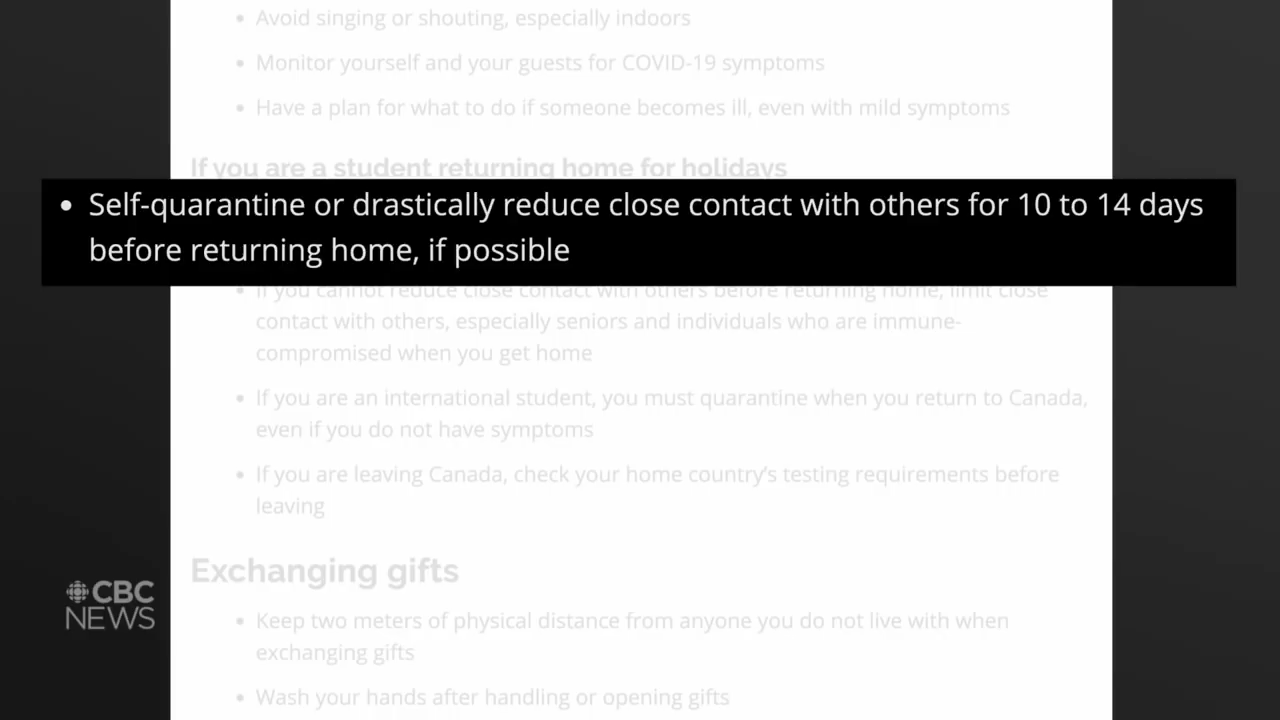 Avoid singing or shouting, especially indoors
Monitor yourself and your guests for COVID-19 symptoms
Have a plan for what to do if someone becomes ill, even with mild symptoms
If you are a student returning home for holidays
Self-quarantine or drastically reduce close contact with others for 10 to 14 days
before returning home, if possible
If you cannot reduce close contact with others before returning home, limit close
contact with others, especially seniors and individuals who are immune-
compromised when you get home
If you are an international student, you must quarantine when you return to Canada,
even if you do not have symptoms
If you are leaving Canada, check your home country's testing requirements before
leaving
Exchanging gifts
Keep two meters of physical distance from anyone you do not live with when
exchanging gifts
Wash your hands after handling or opening gifts
CBC
NEWS